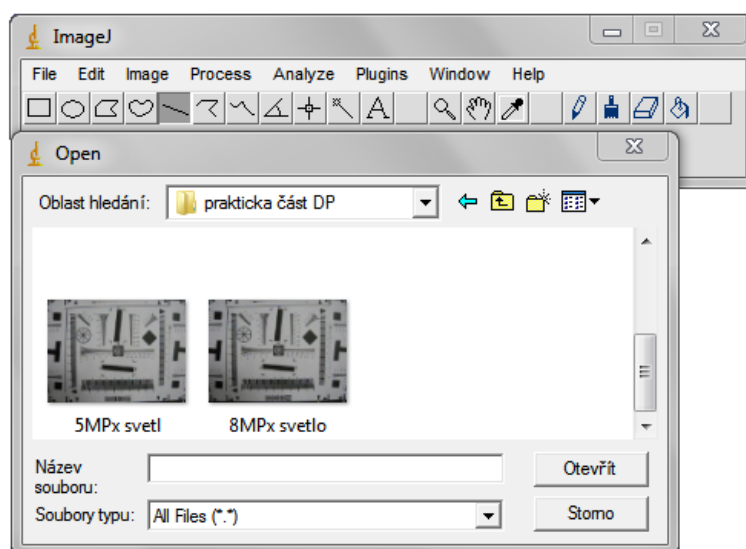 ImageJ
File Edit Image Process Analyze Plugins Window Help
A
Open
Oblast hledání: prakticka část DP
5MPx svetl 8MPx svetlo
Název souboru:
Otevřít
Soubory typu: All Files (*.*) Storno